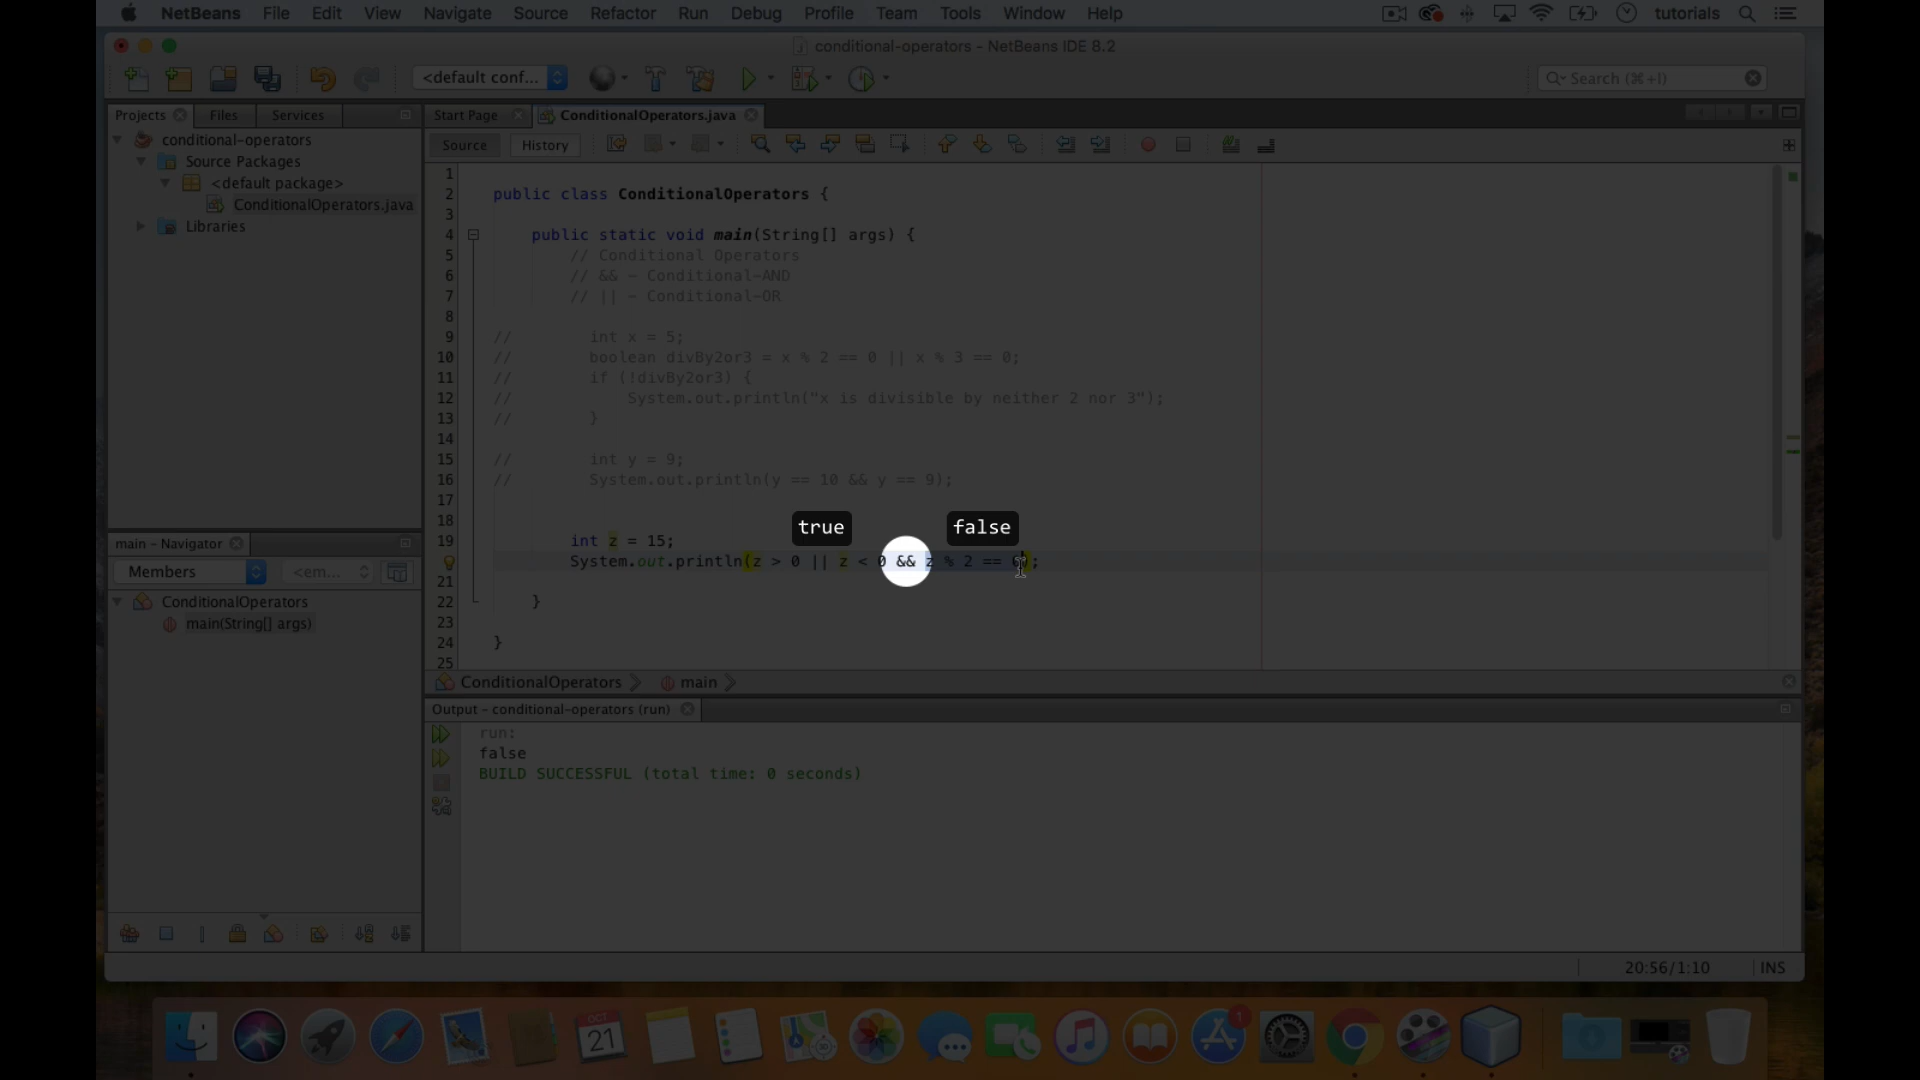 NetBeans File Edit View Navigate Source Refactor Run Debug Profile Team Tools Window Help tutorials
conditional-operators - NetBeans IDE 8.2
<default conf... Search (⌘+I)
Projects Files Services Start Page ConditionalOperators.java
conditional-operators
Source Packages
<default package>
ConditionalOperators.java
Libraries
Source History
1
2 public class ConditionalOperators {
3
4 public static void main(String[] args) {
5 // Conditional Operators
6 // && - Conditional-AND
7 // || - Conditional-OR
8
9 // int x = 5;
10 // boolean divBy2or3 = x % 2 == 0 || x % 3 == 0;
11 // if (!divBy2or3) {
12 // System.out.println("x is divisible by neither 2 nor 3");
13 // }
14
15 // int y = 9;
16 // System.out.println(y == 10 && y == 9);
17
18
true false
19 int z = 15;
System.out.println(z > 0 || z < 0 && z % 2 == 0);
21
22 }
23
24 }
25
main - Navigator
Members <em...
ConditionalOperators
main(String[] args)
ConditionalOperators main
Output - conditional-operators (run)
run:
false
BUILD SUCCESSFUL (total time: 0 seconds)
20:56/1:10 INS
OCT
21
1